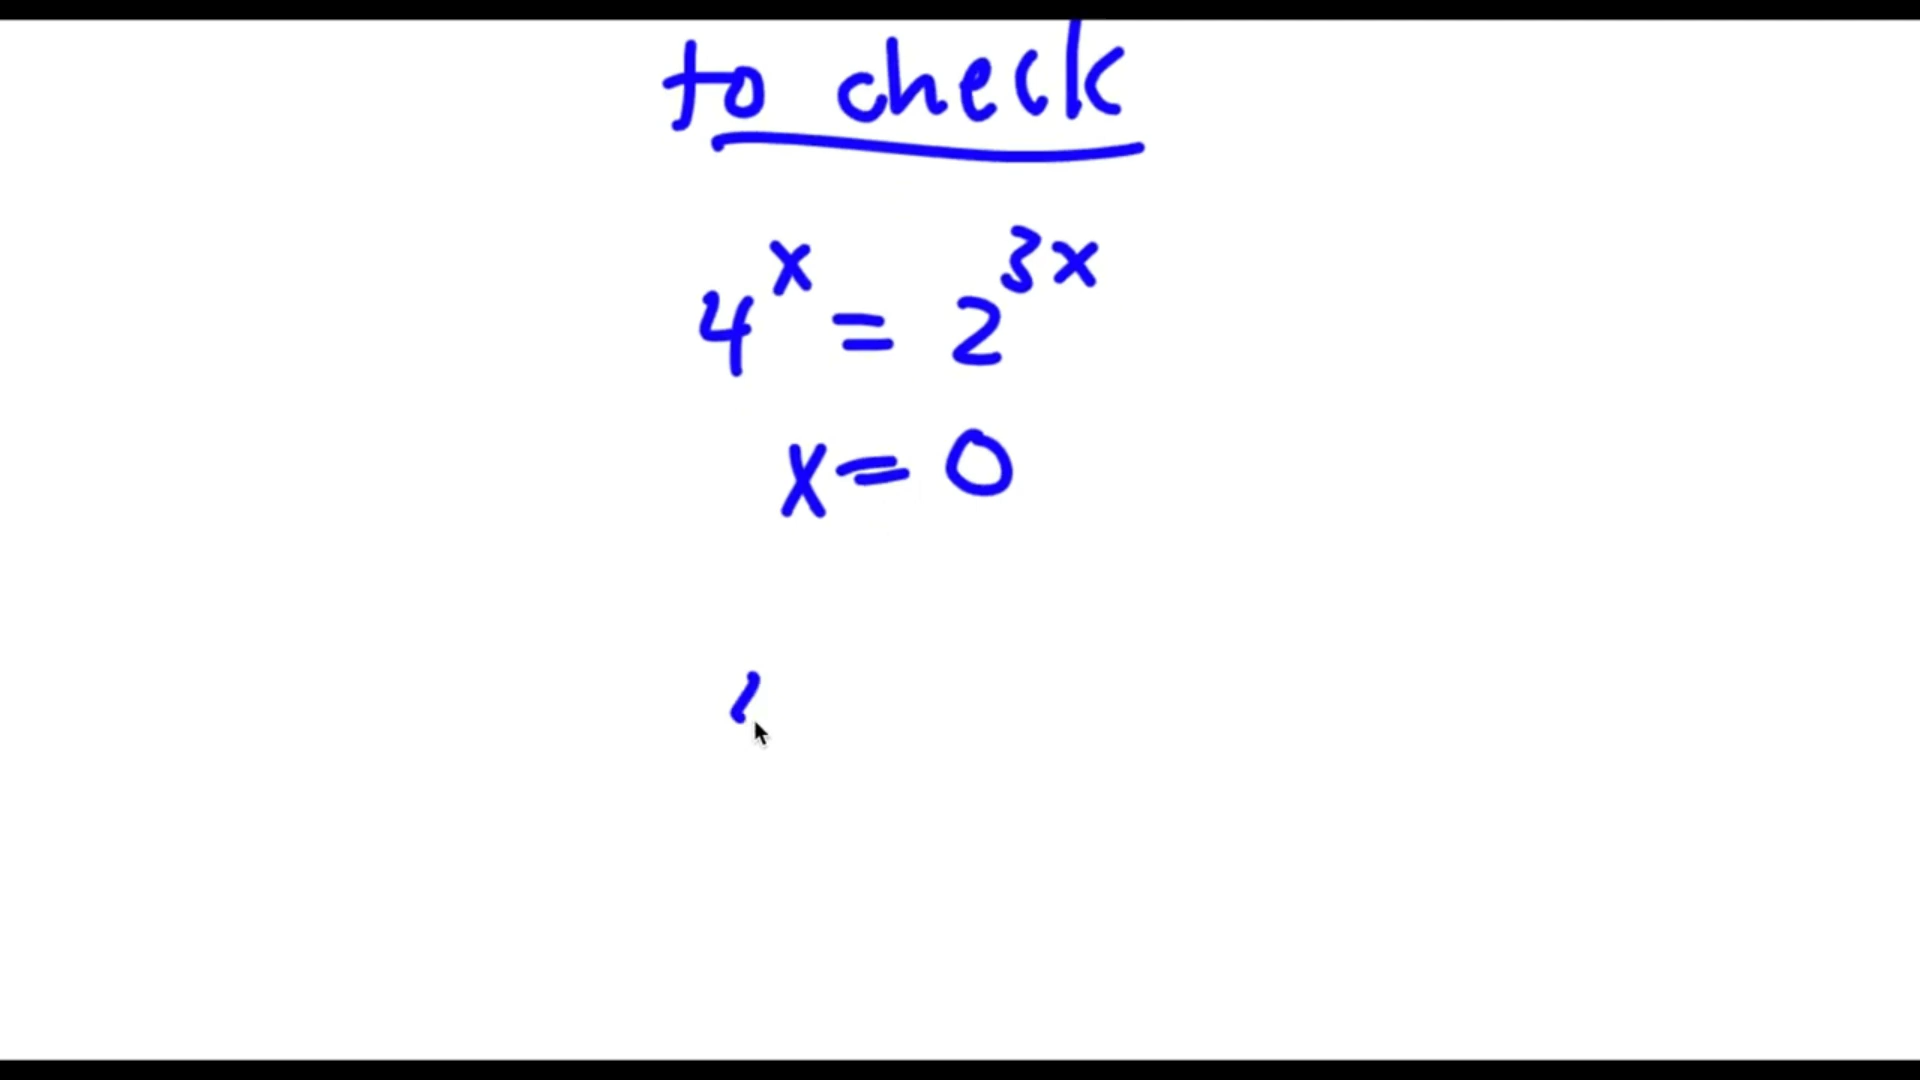 to check
4^x = 2^3x
x = 0